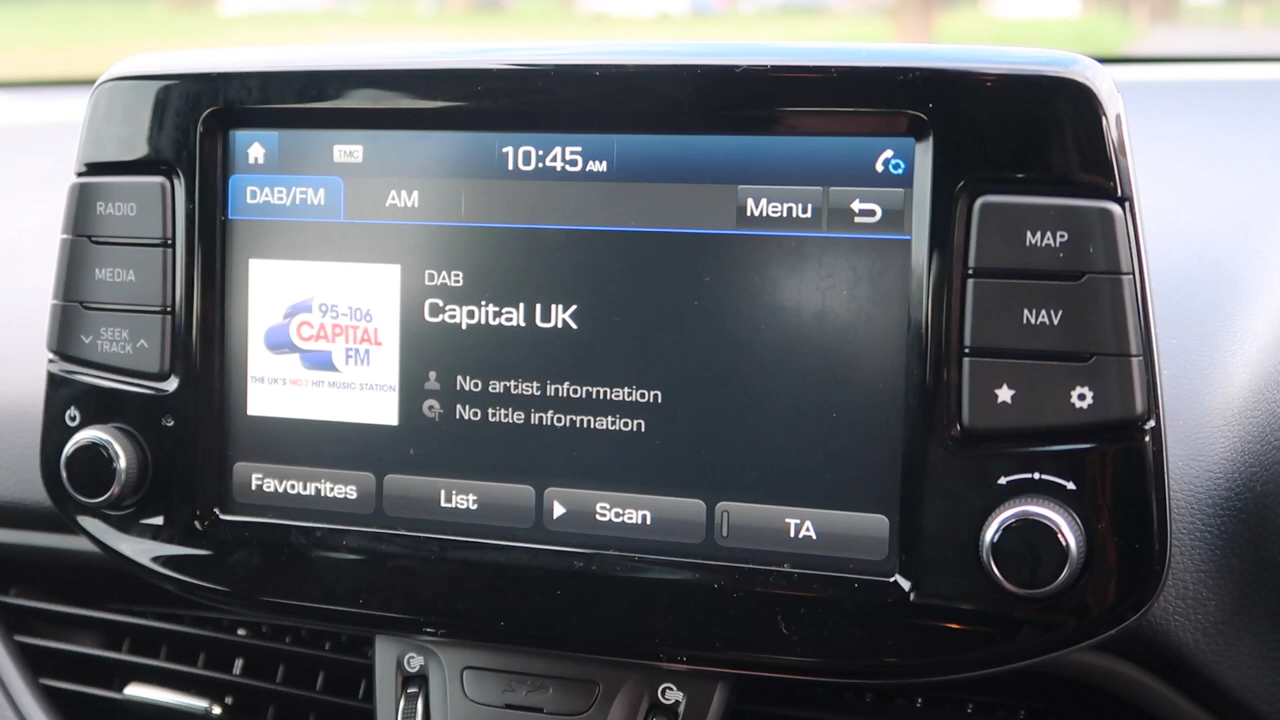 TMC
10:45 AM
DAB/FM
AM
Menu
RADIO
MEDIA
SEEK
TRACK
95-106
CAPITAL
FM
THE UK'S NO.1 HIT MUSIC STATION
DAB
Capital UK
No artist information
No title information
Favourites
List
Scan
TA
MAP
NAV
SD